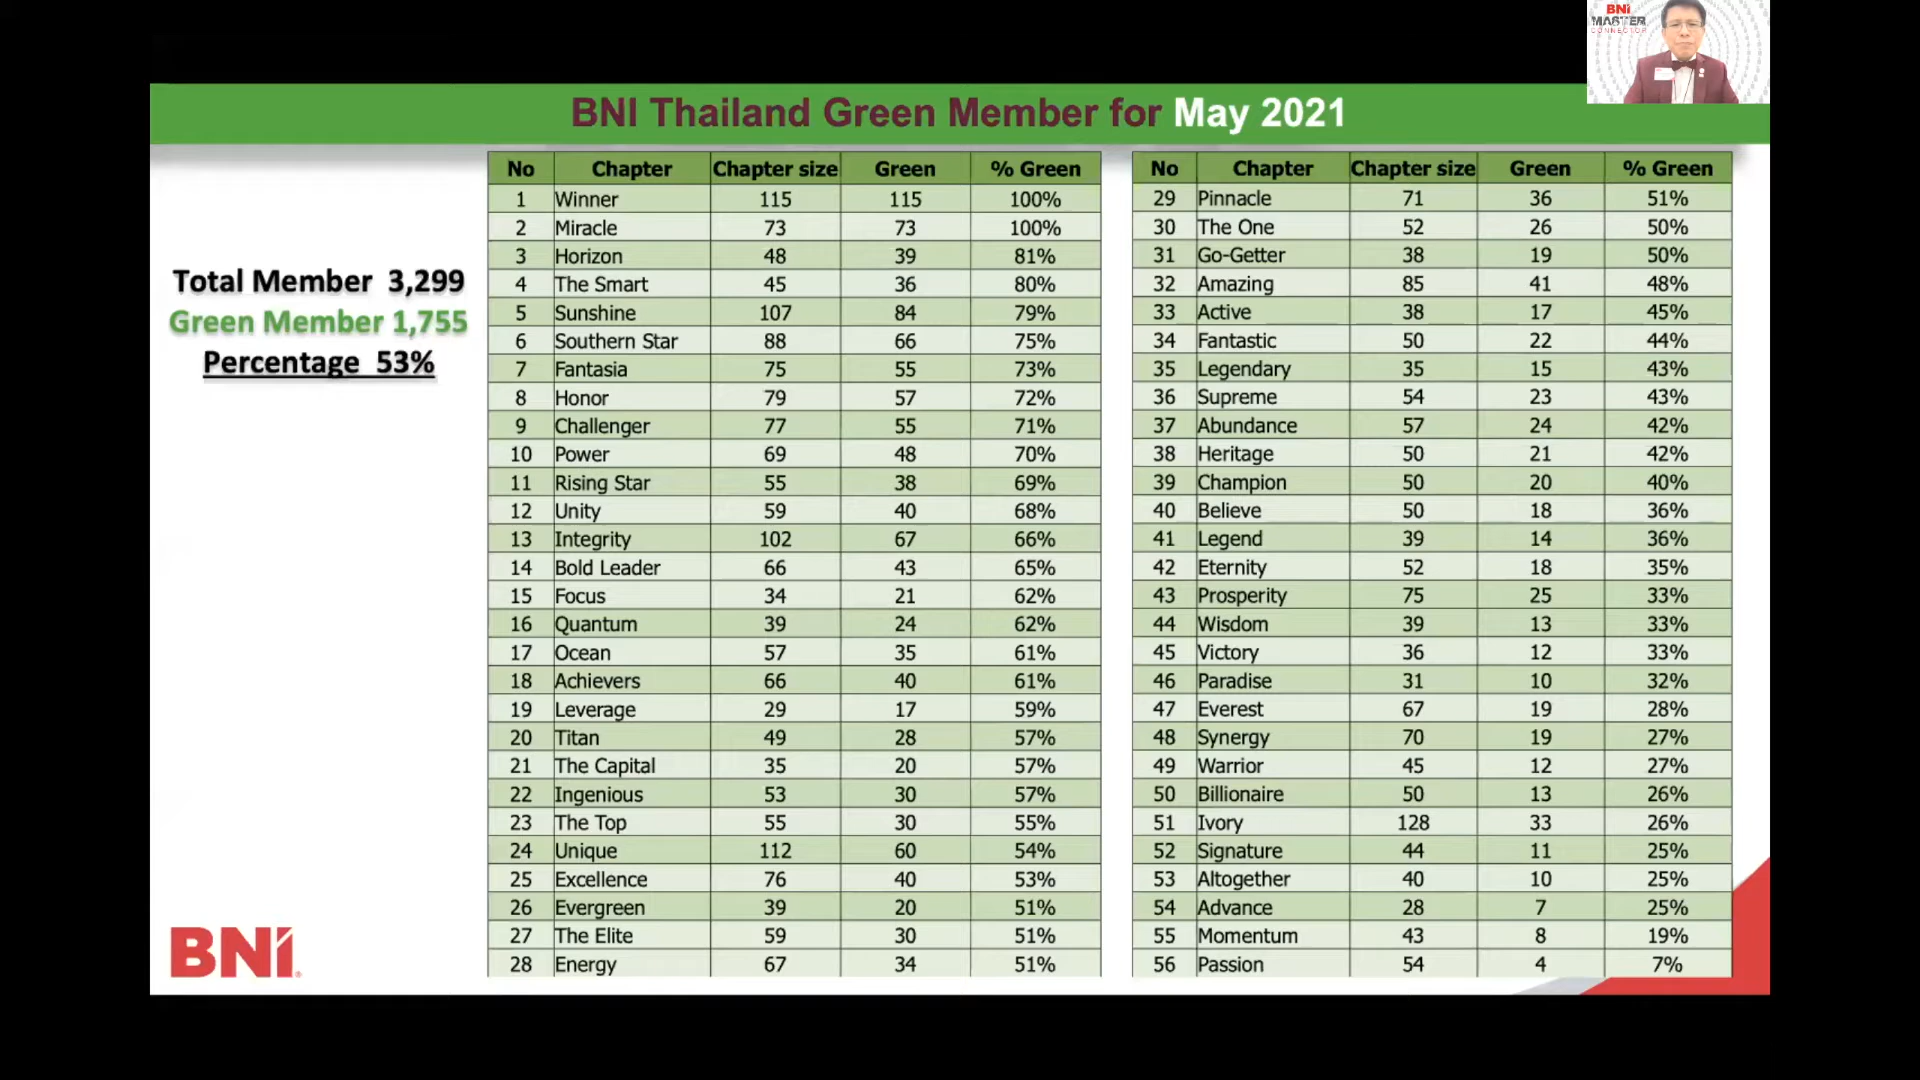 BNI
MASTER
CONNECTOR
BNI Thailand Green Member for May 2021
Total Member 3,299
Green Member 1,755
Percentage 53%
No Chapter Chapter size Green % Green
1 Winner 115 115 100%
2 Miracle 73 73 100%
3 Horizon 48 39 81%
4 The Smart 45 36 80%
5 Sunshine 107 84 79%
6 Southern Star 88 66 75%
7 Fantasia 75 55 73%
8 Honor 79 57 72%
9 Challenger 77 55 71%
10 Power 69 48 70%
11 Rising Star 55 38 69%
12 Unity 59 40 68%
13 Integrity 102 67 66%
14 Bold Leader 66 43 65%
15 Focus 34 21 62%
16 Quantum 39 24 62%
17 Ocean 57 35 61%
18 Achievers 66 40 61%
19 Leverage 29 17 59%
20 Titan 49 28 57%
21 The Capital 35 20 57%
22 Ingenious 53 30 57%
23 The Top 55 30 55%
24 Unique 112 60 54%
25 Excellence 76 40 53%
26 Evergreen 39 20 51%
27 The Elite 59 30 51%
28 Energy 67 34 51%
No Chapter Chapter size Green % Green
29 Pinnacle 71 36 51%
30 The One 52 26 50%
31 Go-Getter 38 19 50%
32 Amazing 85 41 48%
33 Active 38 17 45%
34 Fantastic 50 22 44%
35 Legendary 35 15 43%
36 Supreme 54 23 43%
37 Abundance 57 24 42%
38 Heritage 50 21 42%
39 Champion 50 20 40%
40 Believe 50 18 36%
41 Legend 39 14 36%
42 Eternity 52 18 35%
43 Prosperity 75 25 33%
44 Wisdom 39 13 33%
45 Victory 36 12 33%
46 Paradise 31 10 32%
47 Everest 67 19 28%
48 Synergy 70 19 27%
49 Warrior 45 12 27%
50 Billionaire 50 13 26%
51 Ivory 128 33 26%
52 Signature 44 11 25%
53 Altogether 40 10 25%
54 Advance 28 7 25%
55 Momentum 43 8 19%
56 Passion 54 4 7%
BNI®